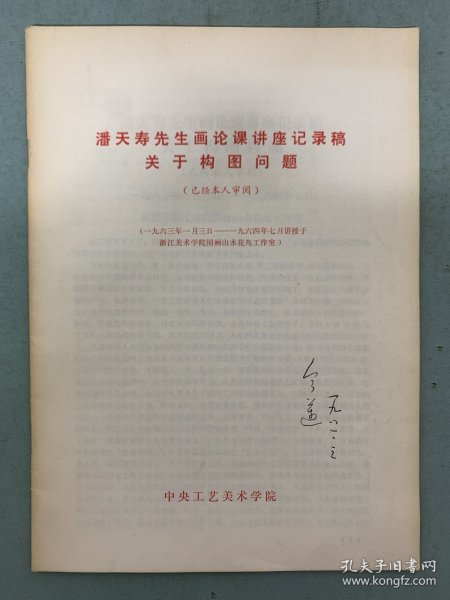 潘天寿先生画论课讲座记录稿
关于构图问题
(已经本人审阅)
(一九六三年一月三日——一九六四年七月讲授于
浙江美术学院国画山水花鸟工作室)
中央工艺美术学院
孔夫子旧书网
www.kongfz.com